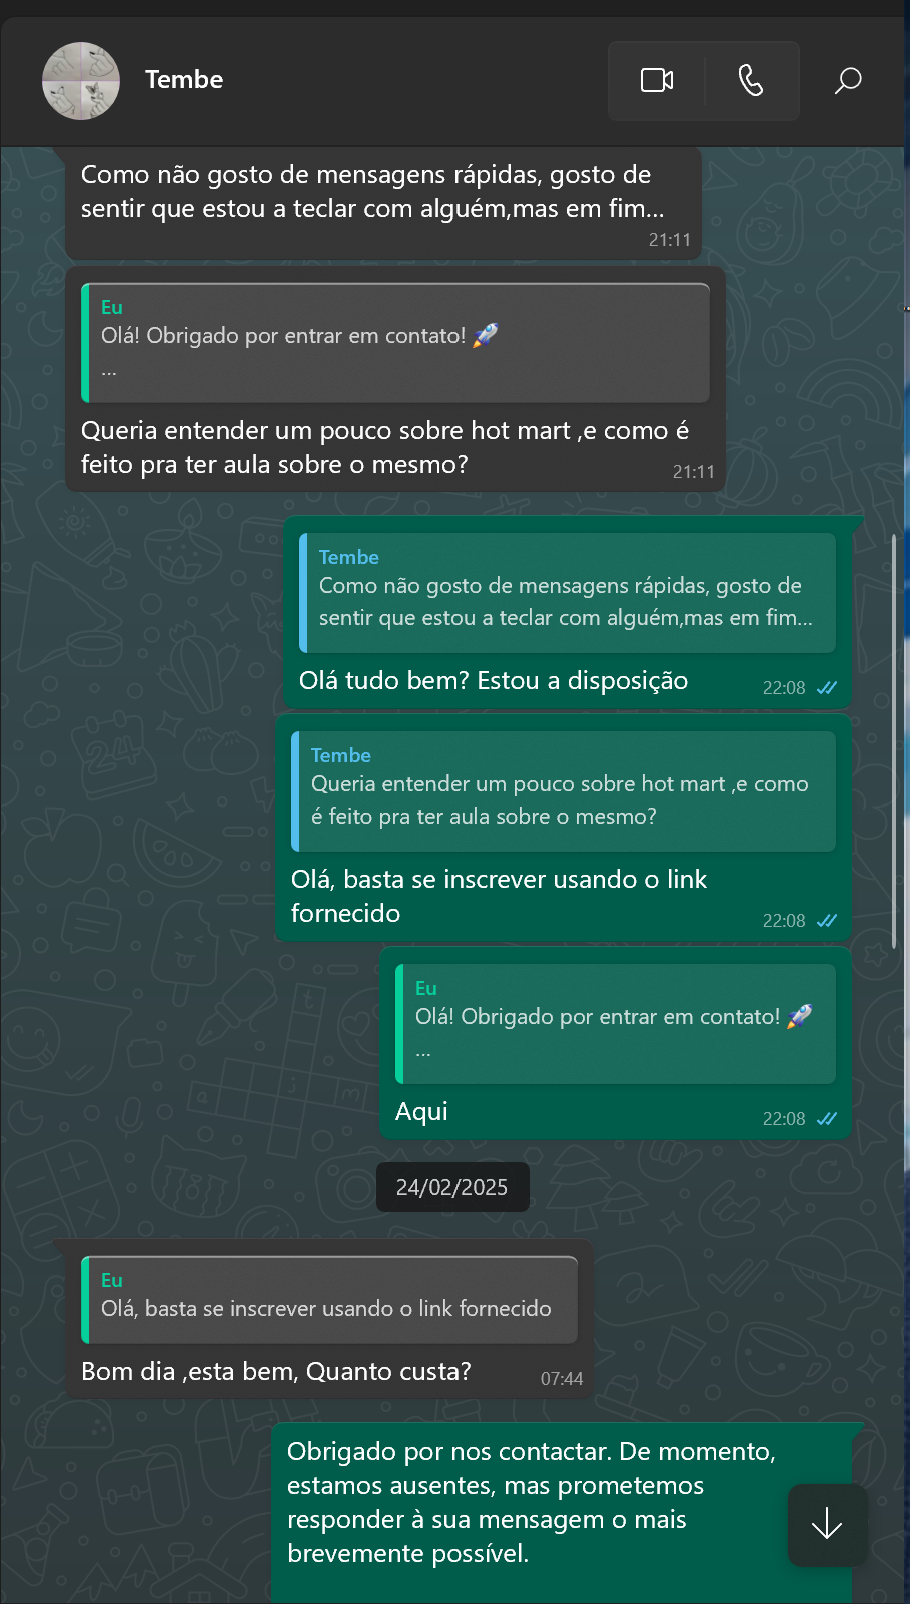 Tembe
Como não gosto de mensagens rápidas, gosto de
sentir que estou a teclar com alguém,mas em fim...
21:11
Eu
Olá! Obrigado por entrar em contato! 🚀
...
Queria entender um pouco sobre hot mart ,e como é
feito pra ter aula sobre o mesmo?
21:11
Tembe
Como não gosto de mensagens rápidas, gosto de
sentir que estou a teclar com alguém,mas em fim...
Olá tudo bem? Estou a disposição
22:08
Tembe
Queria entender um pouco sobre hot mart ,e como
é feito pra ter aula sobre o mesmo?
Olá, basta se inscrever usando o link
fornecido
22:08
Eu
Olá! Obrigado por entrar em contato! 🚀
...
Aqui
22:08
24/02/2025
Eu
Olá, basta se inscrever usando o link fornecido
Bom dia ,esta bem, Quanto custa?
07:44
Obrigado por nos contactar. De momento,
estamos ausentes, mas prometemos
responder à sua mensagem o mais
brevemente possível.